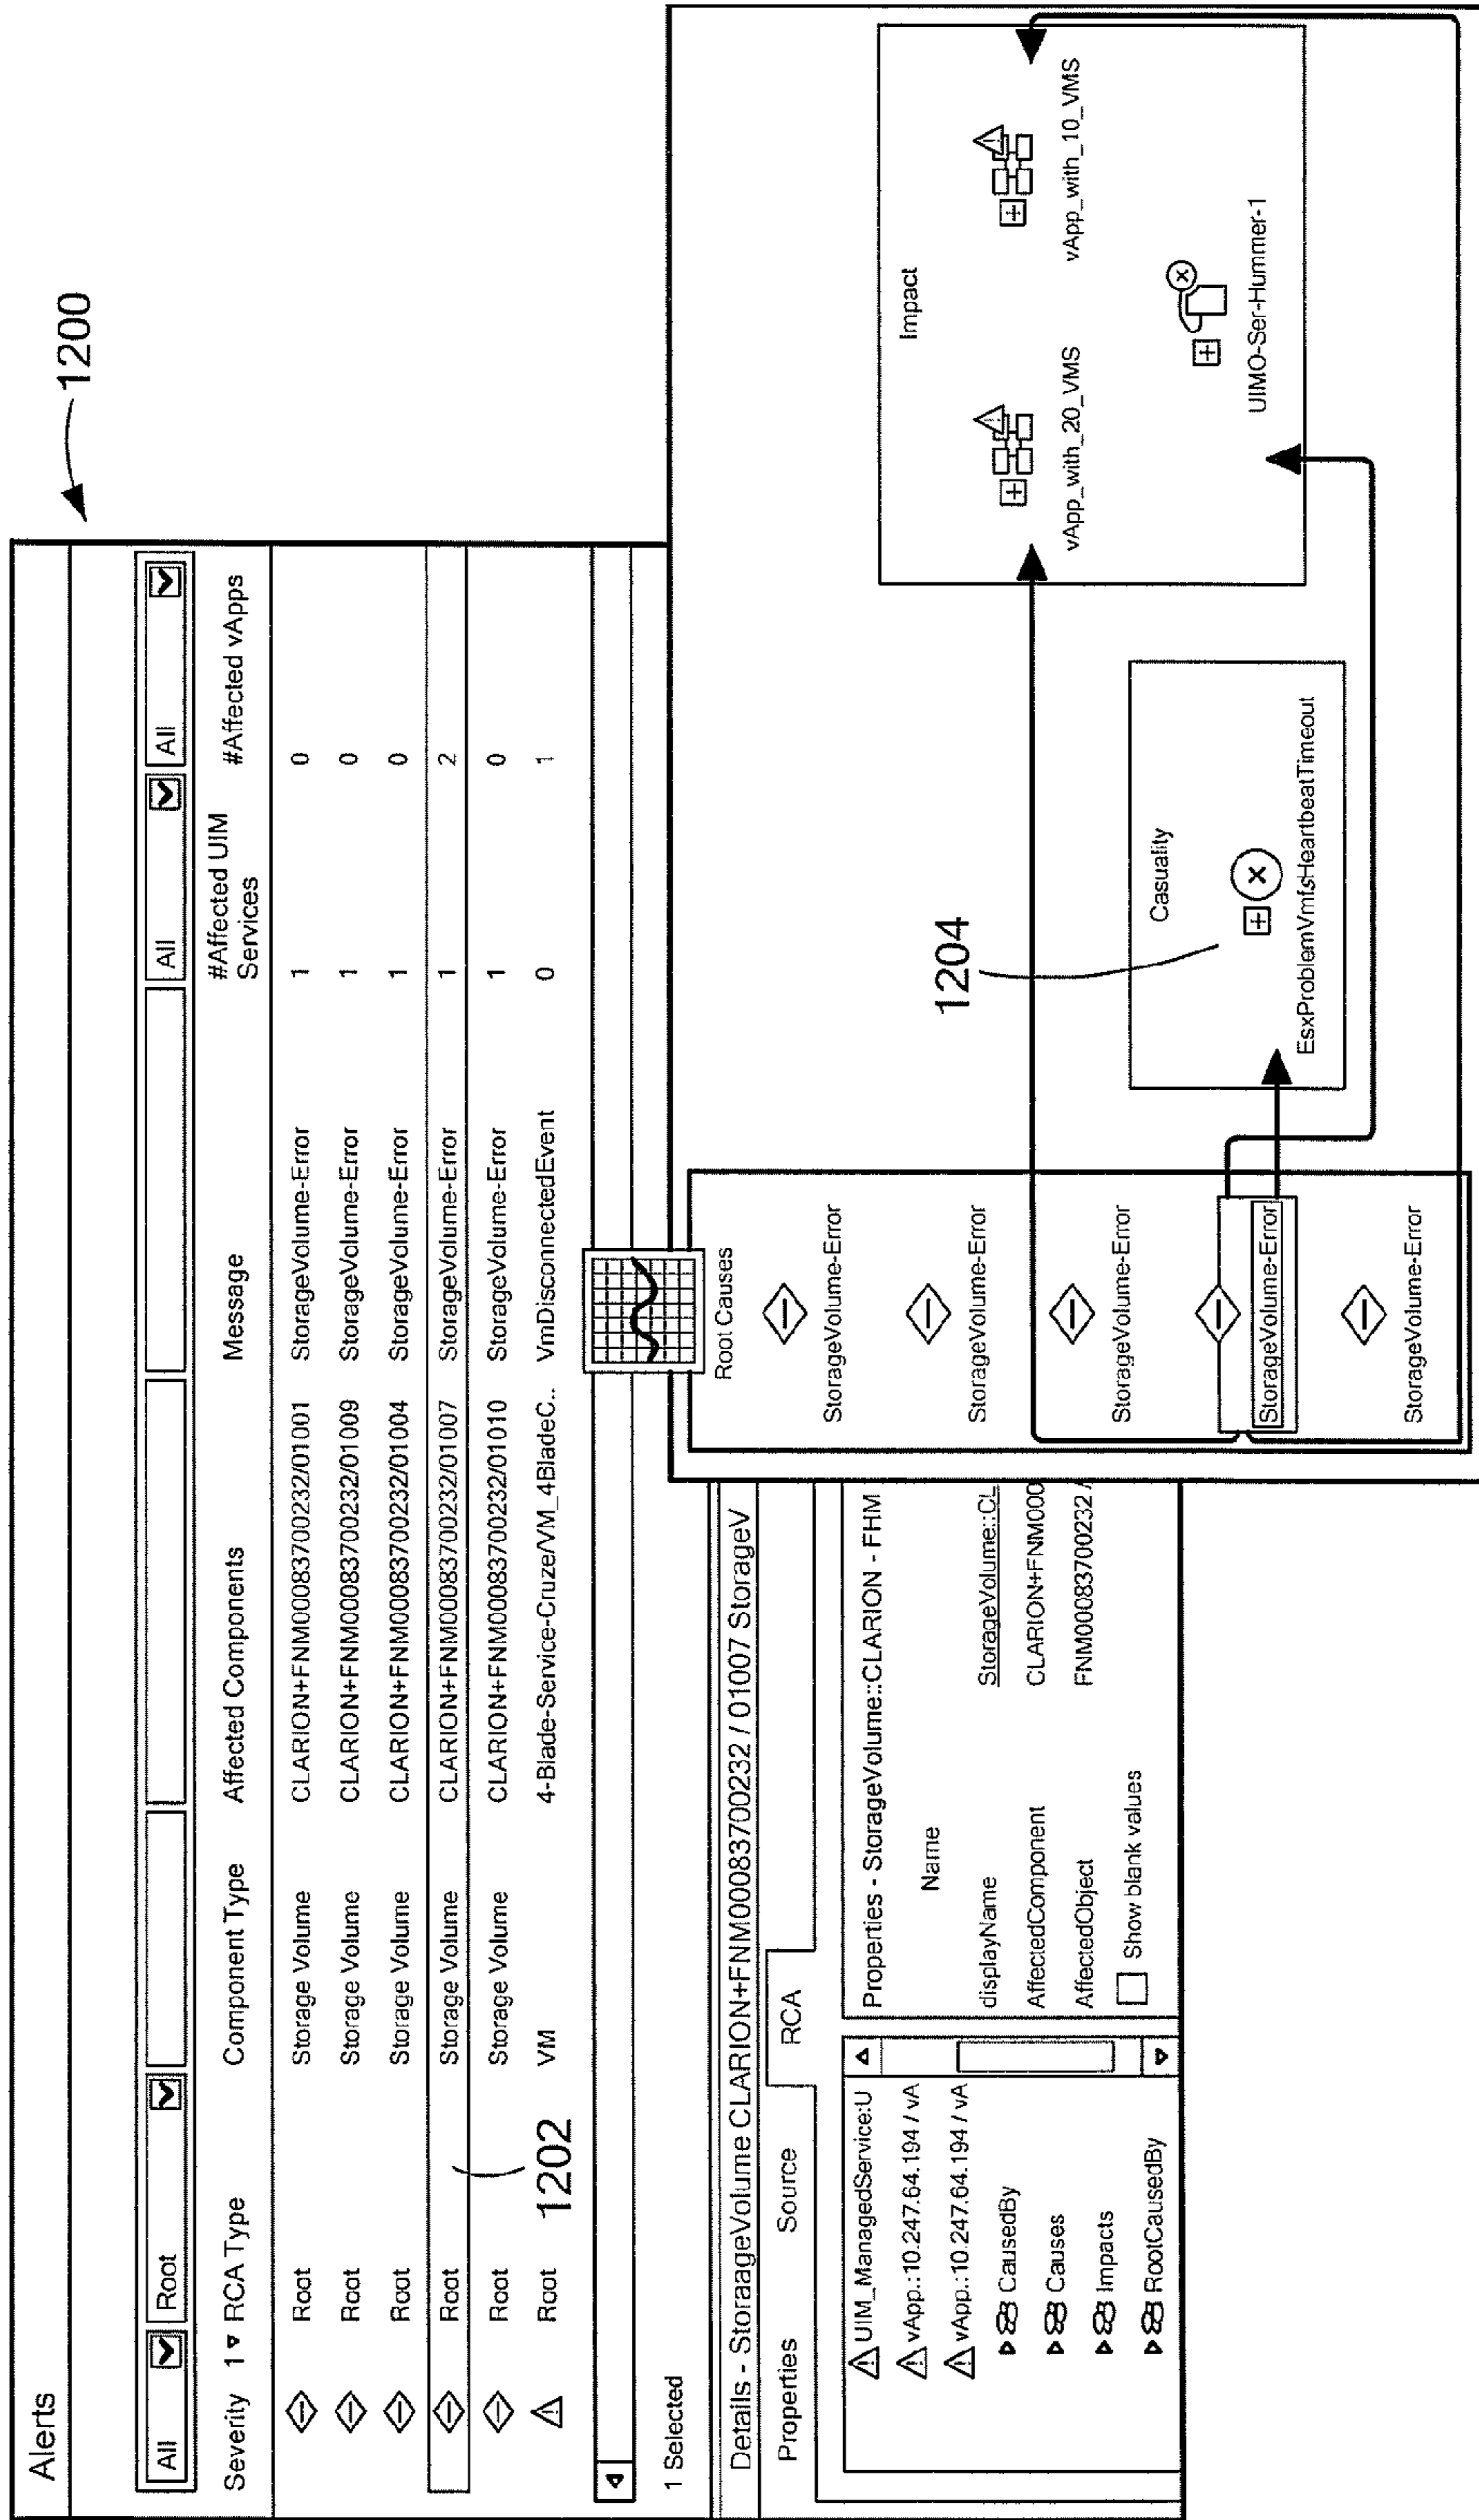 1200
Alerts
All Root All All
Severity 1 RCA Type Component Type Affected Components Message #Affected UIM Services #Affected vApps
Root Storage Volume CLARION+FNM00083700232/01001 StorageVolume-Error 1 0
Root Storage Volume CLARION+FNM00083700232/01009 StorageVolume-Error 1 0
Root Storage Volume CLARION+FNM00083700232/01004 StorageVolume-Error 1 0
Root Storage Volume CLARION+FNM00083700232/01007 StorageVolume-Error 1 2
Root Storage Volume CLARION+FNM00083700232/01010 StorageVolume-Error 1 0
Root VM 4-Blade-Service-Cruze/VM_4BladeC.. VmDisconnectedEvent 0 1
1202
1 Selected
Details - StoraageVolume CLARION+FNM00083700232 / 01007 StorageV
Properties Source RCA
UIM_ManagedService:U
vApp.:10.247.64.194 / vA
vApp.:10.247.64.194 / vA
CausedBy
Causes
Impacts
RootCausedBy
Properties - StorageVolume::CLARION - FHM
Name
displayName StorageVolume::CL
AffectedComponent CLARION+FNM000
AffectedObject FNM00083700232 /
Show blank values
Root Causes
StorageVolume-Error
StorageVolume-Error
StorageVolume-Error
StorageVolume-Error
StorageVolume-Error
1204
Casuality
EsxProblemVmfsHeartbeatTimeout
Impact
vApp_with_20_VMS
vApp_with_10_VMS
UIMO-Ser-Hummer-1